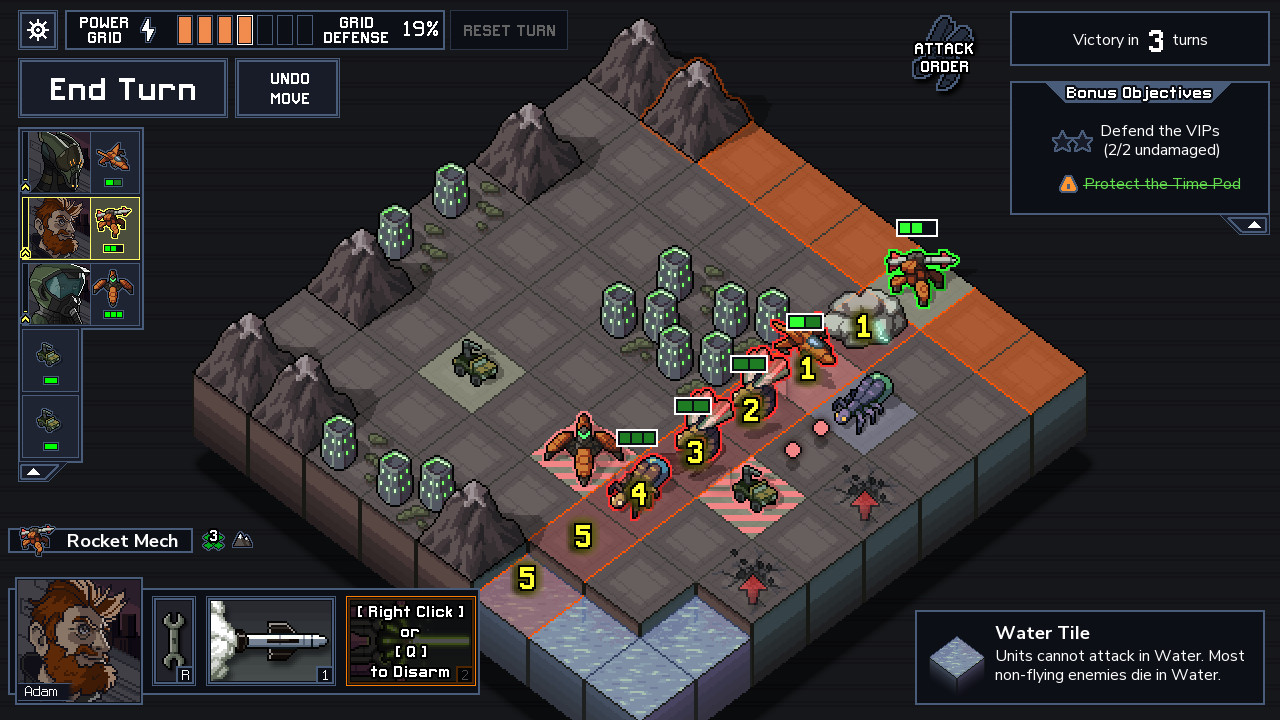 POWER
GRID
GRID
DEFENSE
19%
RESET TURN
End Turn
UNDO
MOVE
ATTACK
ORDER
Victory in 3 turns
Bonus Objectives
Defend the VIPs
(2/2 undamaged)
Protect the Time Pod
1
1
2
3
4
5
5
Rocket Mech
3
Adam
R
1
[ Right Click ]
or
[ Q ]
to Disarm
2
Water Tile
Units cannot attack in Water. Most
non-flying enemies die in Water.